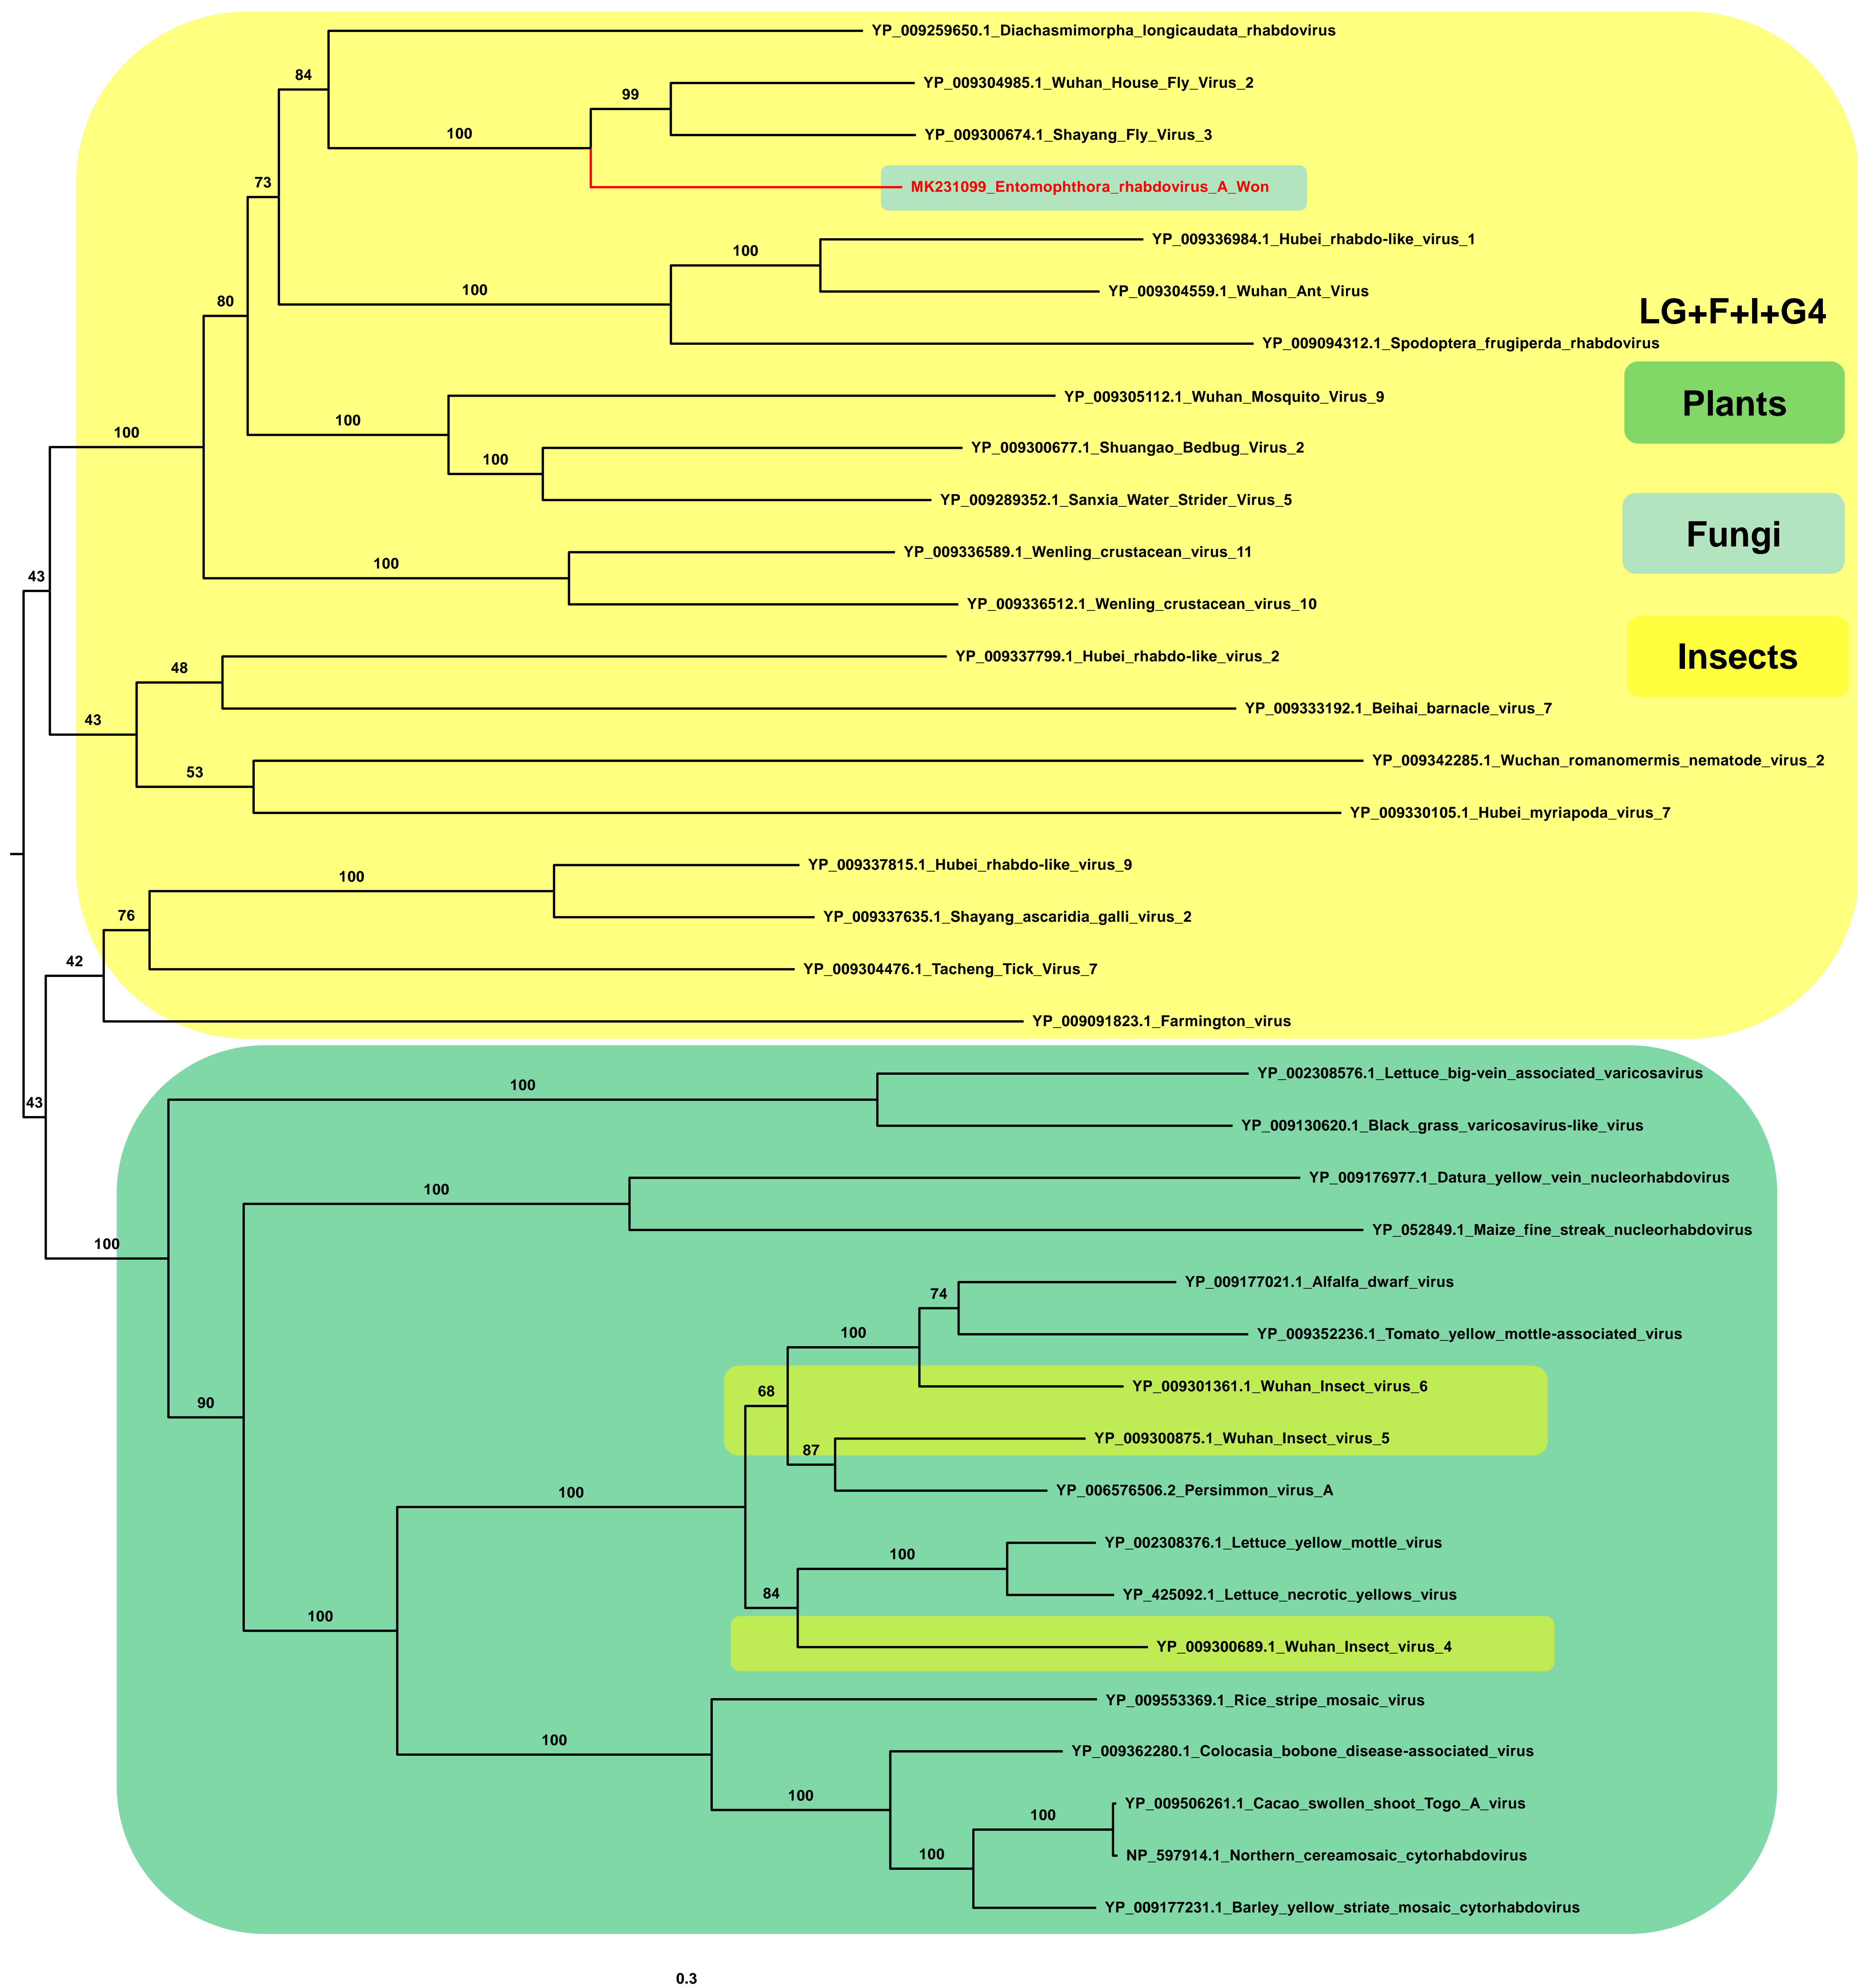 YP_009259650.1_Diachasmimorpha_longicaudata_rhabdovirus
84
YP_009304985.1_Wuhan_House_Fly_Virus_2
99
100
YP_009300674.1_Shayang_Fly_Virus_3
73
MK231099_Entomophthora_rhabdovirus_A_Won
YP_009336984.1_Hubei_rhabdo-like_virus_1
100
100
YP_009304559.1_Wuhan_Ant_Virus
80
LG+F+I+G4
YP_009094312.1_Spodoptera_frugiperda_rhabdovirus
YP_009305112.1_Wuhan_Mosquito_Virus_9
Plants
100
100
YP_009300677.1_Shuangao_Bedbug_Virus_2
100
YP_009289352.1_Sanxia_Water_Strider_Virus_5
Fungi
YP_009336589.1_Wenling_crustacean_virus_11
100
43
YP_009336512.1_Wenling_crustacean_virus_10
YP_009337799.1_Hubei_rhabdo-like_virus_2
Insects
48
YP_009333192.1_Beihai_barnacle_virus_7
43
YP_009342285.1_Wuchan_romanomermis_nematode_virus_2
53
YP_009330105.1_Hubei_myriapoda_virus_7
YP_009337815.1_Hubei_rhabdo-like_virus_9
100
76
YP_009337635.1_Shayang_ascaridia_galli_virus_2
42
YP_009304476.1_Tacheng_Tick_Virus_7
YP_009091823.1_Farmington_virus
YP_002308576.1_Lettuce_big-vein_associated_varicosavirus
100
43
YP_009130620.1_Black_grass_varicosavirus-like_virus
YP_009176977.1_Datura_yellow_vein_nucleorhabdovirus
100
YP_052849.1_Maize_fine_streak_nucleorhabdovirus
100
YP_009177021.1_Alfalfa_dwarf_virus
74
YP_009352236.1_Tomato_yellow_mottle-associated_virus
100
YP_009301361.1_Wuhan_Insect_virus_6
68
90
YP_009300875.1_Wuhan_Insect_virus_5
87
YP_006576506.2_Persimmon_virus_A
100
YP_002308376.1_Lettuce_yellow_mottle_virus
100
YP_425092.1_Lettuce_necrotic_yellows_virus
84
100
YP_009300689.1_Wuhan_Insect_virus_4
YP_009553369.1_Rice_stripe_mosaic_virus
100
YP_009362280.1_Colocasia_bobone_disease-associated_virus
100
YP_009506261.1_Cacao_swollen_shoot_Togo_A_virus
100
NP_597914.1_Northern_cereamosaic_cytorhabdovirus
100
YP_009177231.1_Barley_yellow_striate_mosaic_cytorhabdovirus
0.3